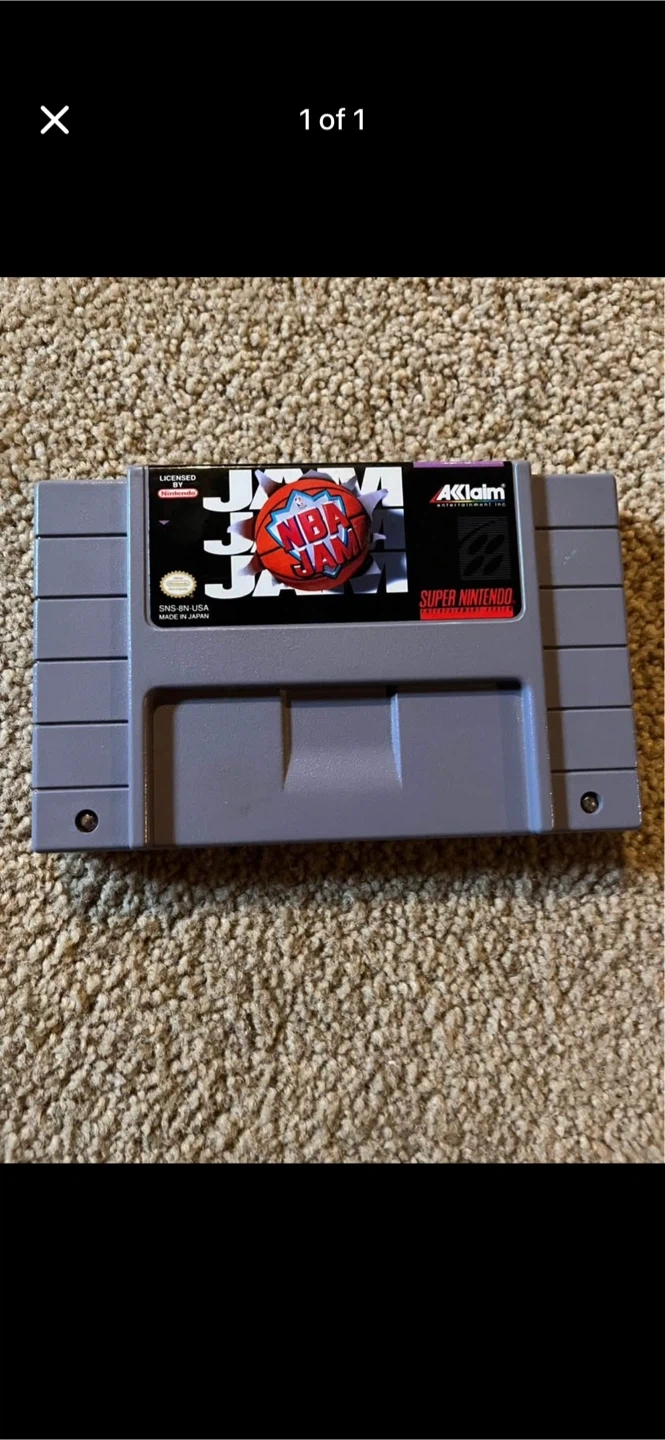 1 of 1
LICENSED
BY
Nintendo
JAM
NBA
JAM
AKKlaim
entertainment inc
SNS-8N-USA
MADE IN JAPAN
SUPER NINTENDO